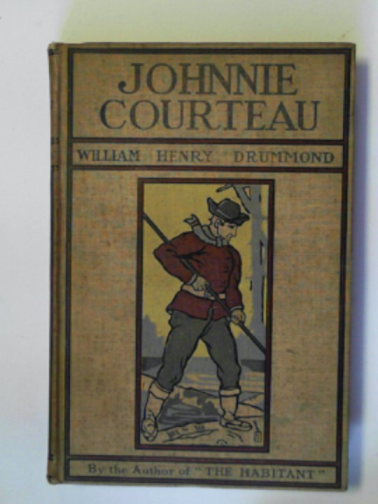 JOHNNIE
COURTEAU
WILLIAM HENRY DRUMMOND
By the Author of "THE HABITANT"